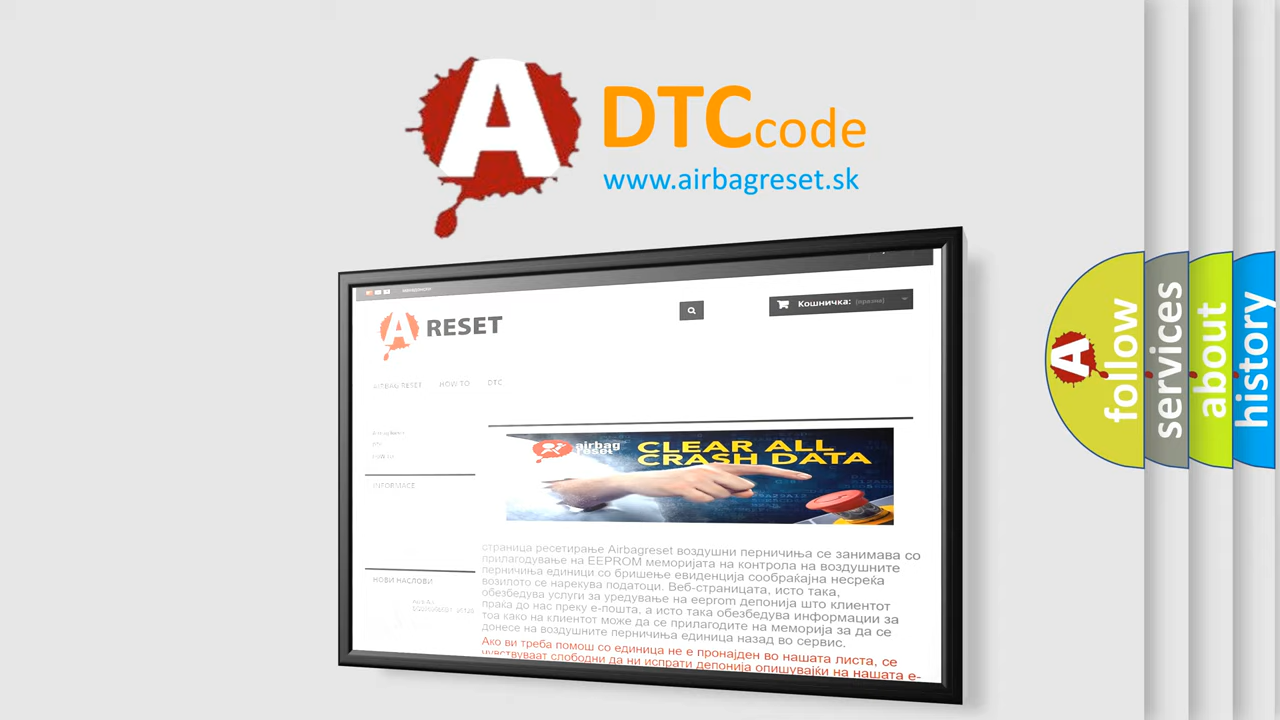 A
DTC code
www.airbagreset.sk
Кошничка: (празна)
A RESET
AIRBAG RESET HOW TO DTC
INFORMACE
airbag
reset
CLEAR ALL
CRASH DATA
страница ресетирање Airbagreset воздушни перничиња се занимава со
прилагодување на EEPROM меморијата на контрола на воздушните
перничиња единици со бришење евиденција сообраќајна несреќа
возилото се нарекува податоци. Веб-страницата, исто така,
обезбедува услуги за уредување на eeprom депонија што клиентот
праќа до нас преку е-пошта, а исто така обезбедува информации за
тоа како на клиентот може да се прилагодите на меморија за да се
донесе на воздушните перничиња единица назад во сервис.
Ако ви треба помош со единица не е пронајден во нашата листа, се
чувствуваат слободни да ни испрати депонија опишувајќи на нашата е-
НОВИ НАСЛОВИ
A
follow
services
about
history